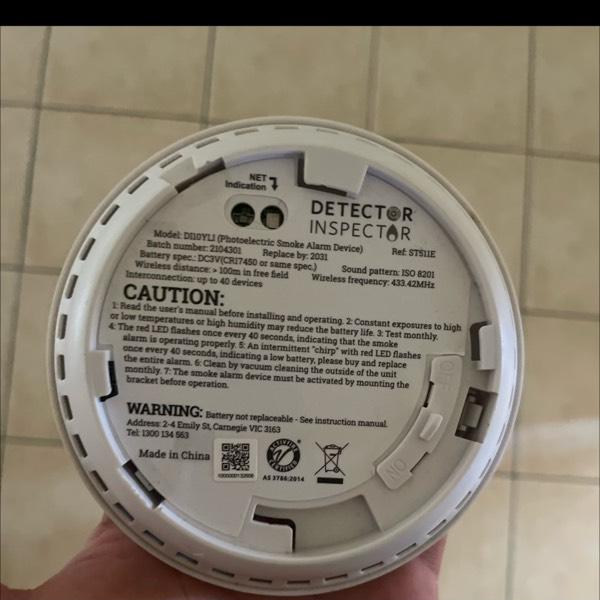 NET
Indication
DETECTOR
INSPECTOR
Model: DI10YLI (Photoelectric Smoke Alarm Device)
Ref: ST511E
Batch number: 2104301 Replace by: 2031
Battery spec.: DC3V(CR17450 or same spec.) Sound pattern: ISO 8201
Wireless distance: > 100m in free field Wireless frequency: 433.42MHz
Interconnection: up to 40 devices
CAUTION:
1: Read the user's manual before installing and operating. 2: Constant exposures to high
or low temperatures or high humidity may reduce the battery life. 3: Test monthly.
4: The red LED flashes once every 40 seconds, indicating that the smoke
alarm is operating properly. 5: An intermittent "chirp" with red LED flashes
once every 40 seconds, indicating a low battery, please buy and replace
the entire alarm. 6: Clean by vacuum cleaning the outside of the unit
monthly. 7: The smoke alarm device must be activated by mounting the
bracket before operation.
OFF
ON
WARNING: Battery not replaceable - See instruction manual.
Address: 2-4 Emily St, Carnegie VIC 3163
Tel: 1300 134 563
Made in China
ACTIVFIRE
CERTIFIED
AS 3786:2014